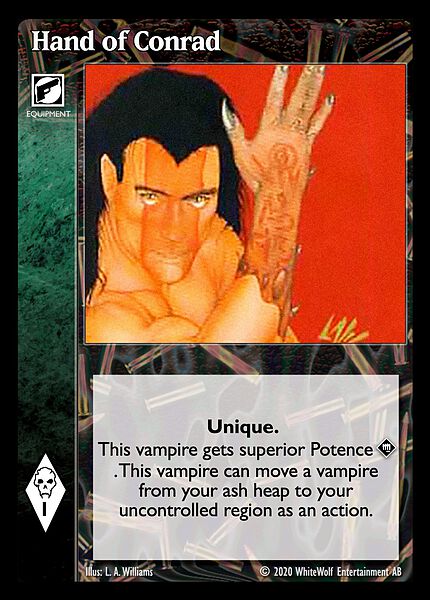 Hand of Conrad
EQUIPMENT
Unique.
This vampire gets superior Potence
.This vampire can move a vampire
from your ash heap to your
uncontrolled region as an action.
I
Illus: L. A. Williams
© 2020 WhiteWolf Entertainment AB